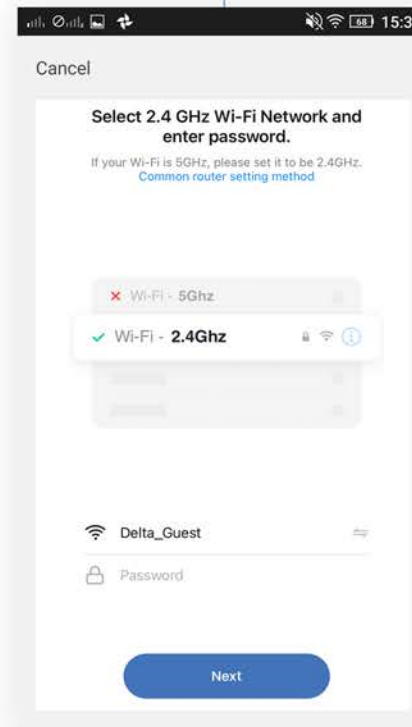 68 15:3
Cancel
Select 2.4 GHz Wi-Fi Network and
enter password.
If your Wi-Fi is 5GHz, please set it to be 2.4GHz.
Common router setting method
Wi-Fi - 5Ghz
Wi-Fi - 2.4Ghz
Delta_Guest
Password
Next